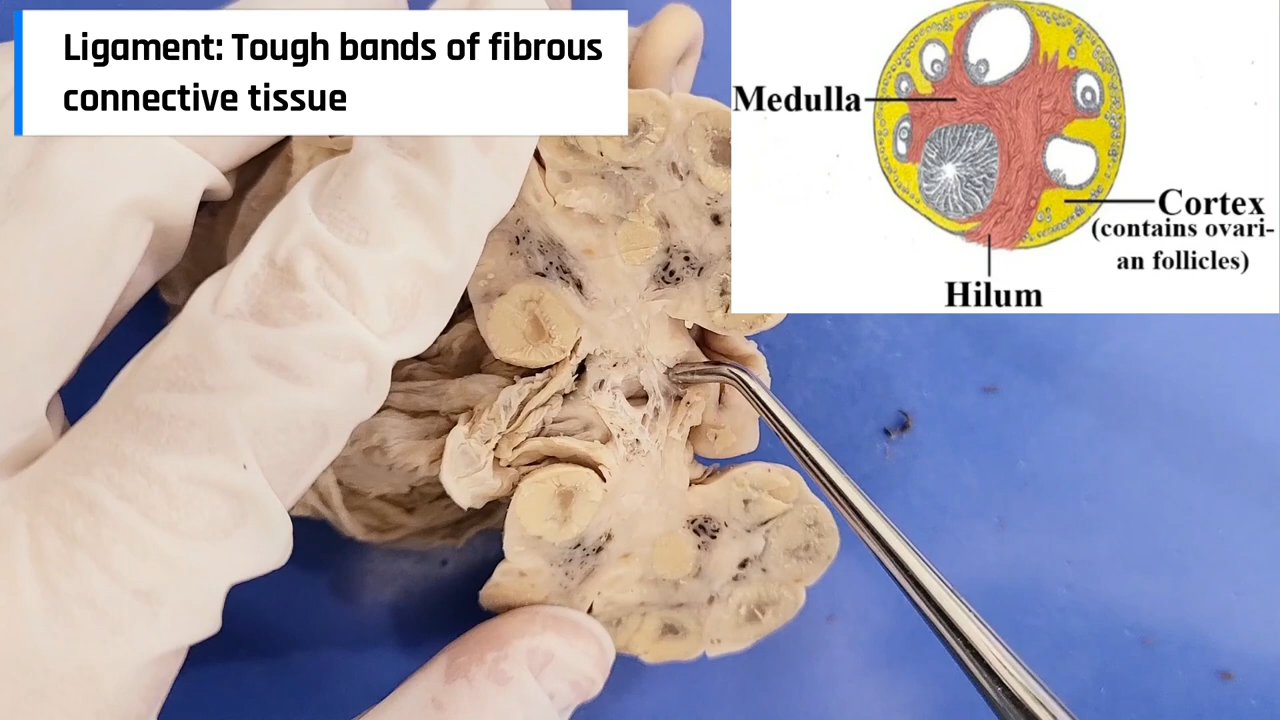 Ligament: Tough bands of fibrous
connective tissue
Medulla
Cortex
(contains ovari-
an follicles)
Hilum